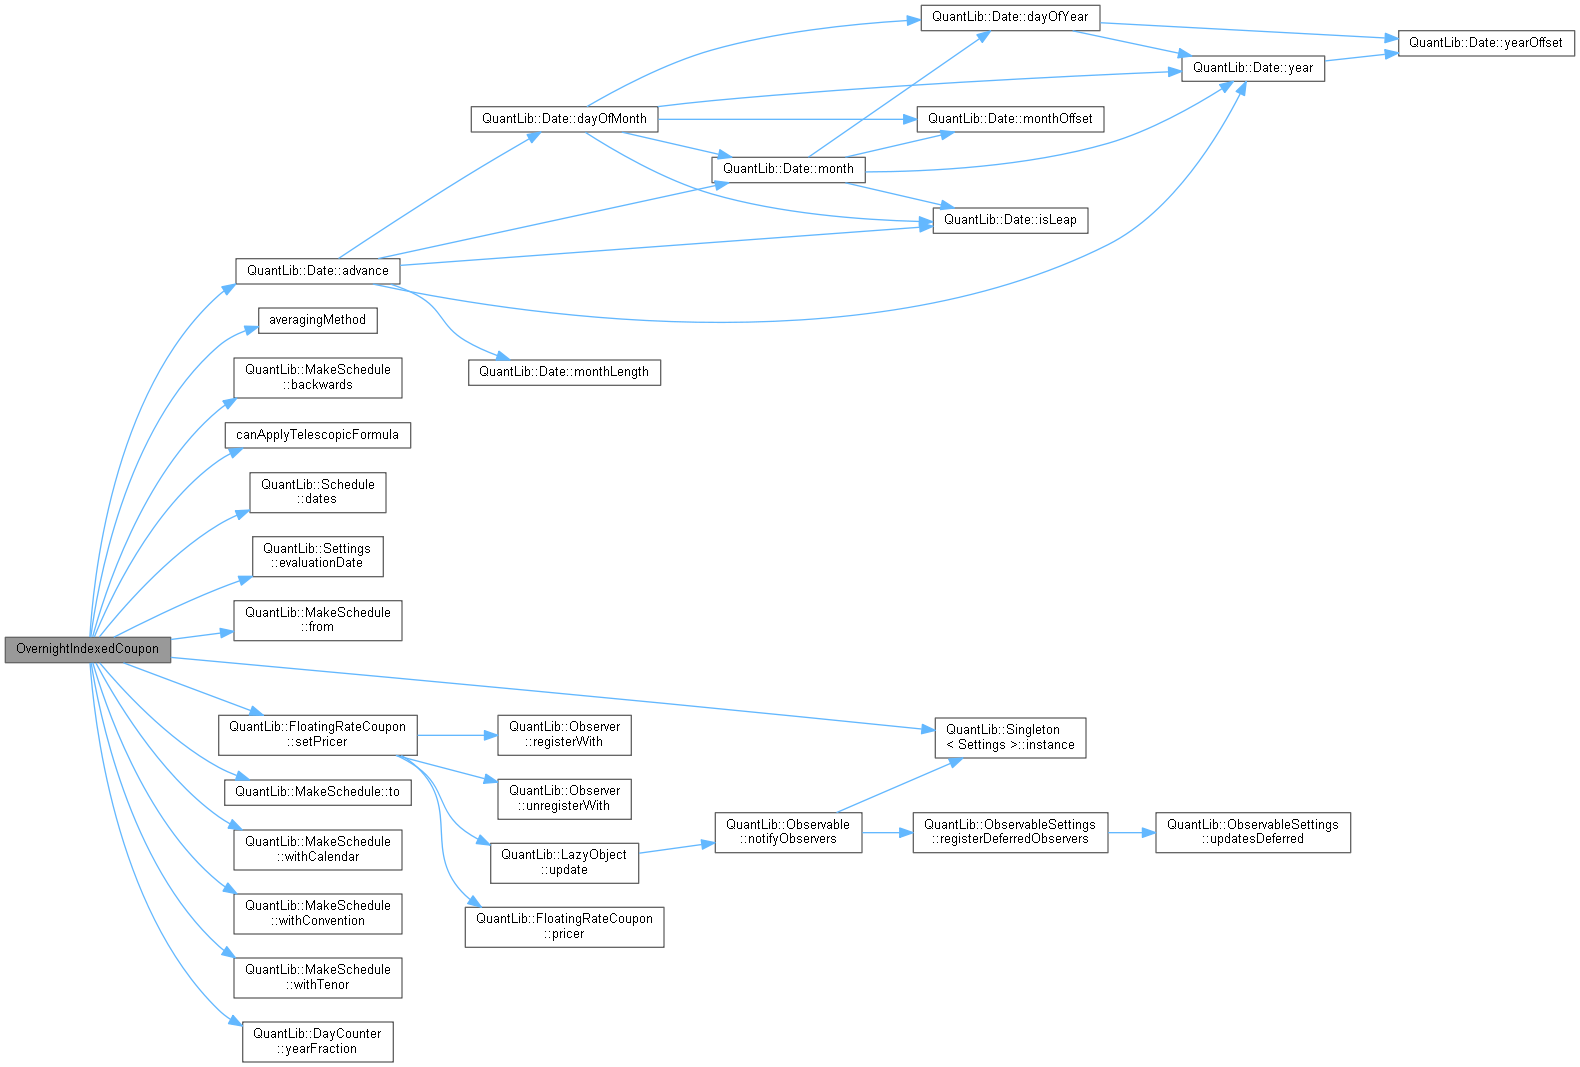 QuantLib::Date::dayOfYear
QuantLib::Date::yearOffset
QuantLib::Date::year
QuantLib::Date::dayOfMonth
QuantLib::Date::monthOffset
QuantLib::Date::month
QuantLib::Date::isLeap
QuantLib::Date::advance
averagingMethod
QuantLib::Date::monthLength
QuantLib::MakeSchedule
::backwards
canApplyTelescopicFormula
QuantLib::Schedule
::dates
QuantLib::Settings
::evaluationDate
QuantLib::MakeSchedule
::from
OvernightIndexedCoupon
QuantLib::FloatingRateCoupon
::setPricer
QuantLib::Observer
::registerWith
QuantLib::Singleton
< Settings >::instance
QuantLib::MakeSchedule::to
QuantLib::Observer
::unregisterWith
QuantLib::Observable
::notifyObservers
QuantLib::ObservableSettings
::registerDeferredObservers
QuantLib::ObservableSettings
::updatesDeferred
QuantLib::MakeSchedule
::withCalendar
QuantLib::LazyObject
::update
QuantLib::MakeSchedule
::withConvention
QuantLib::FloatingRateCoupon
::pricer
QuantLib::MakeSchedule
::withTenor
QuantLib::DayCounter
::yearFraction